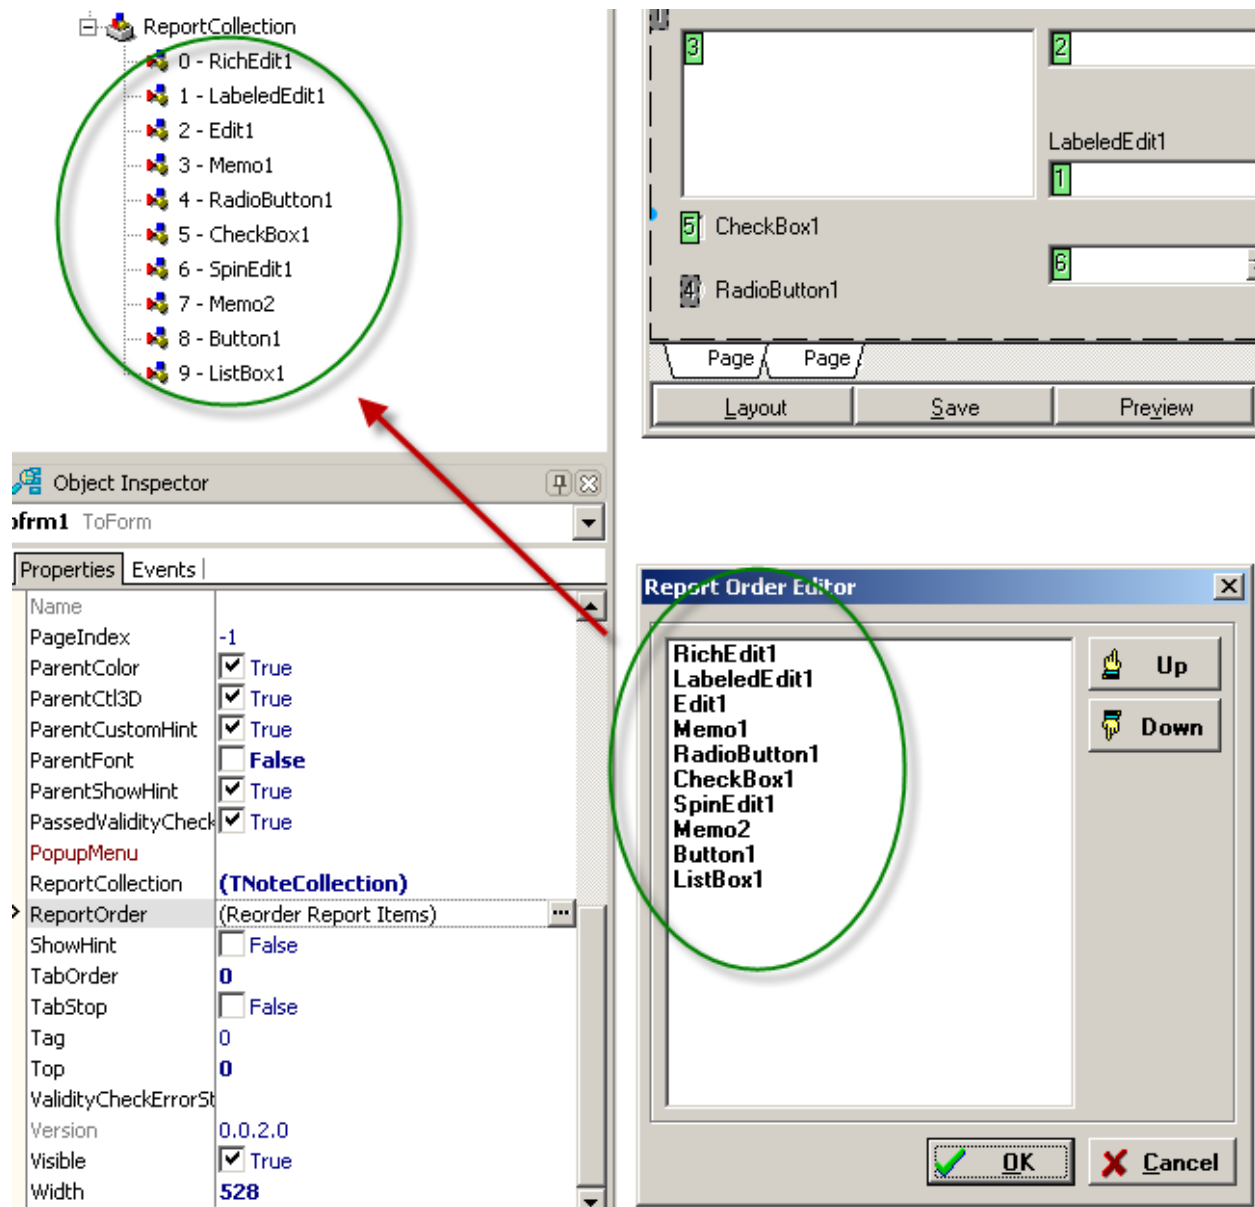 ReportCollection
0 - RichEdit1
1 - LabeledEdit1
2 - Edit1
3 - Memo1
4 - RadioButton1
5 - CheckBox1
6 - SpinEdit1
7 - Memo2
8 - Button1
9 - ListBox1
3
2
LabeledEdit1
1
5 CheckBox1
6
4 RadioButton1
Page Page
Layout Save Preview
Object Inspector
ofrm1 ToForm
Properties Events
Name
PageIndex -1
ParentColor True
ParentCtl3D True
ParentCustomHint True
ParentFont False
ParentShowHint True
PassedValidityCheck True
PopupMenu
ReportCollection (TNoteCollection)
ReportOrder (Reorder Report Items) ...
ShowHint False
TabOrder 0
TabStop False
Tag 0
Top 0
ValidityCheckErrorSt
Version 0.0.2.0
Visible True
Width 528
Report Order Editor
RichEdit1
LabeledEdit1
Edit1
Memo1
RadioButton1
CheckBox1
SpinEdit1
Memo2
Button1
ListBox1
Up
Down
OK Cancel